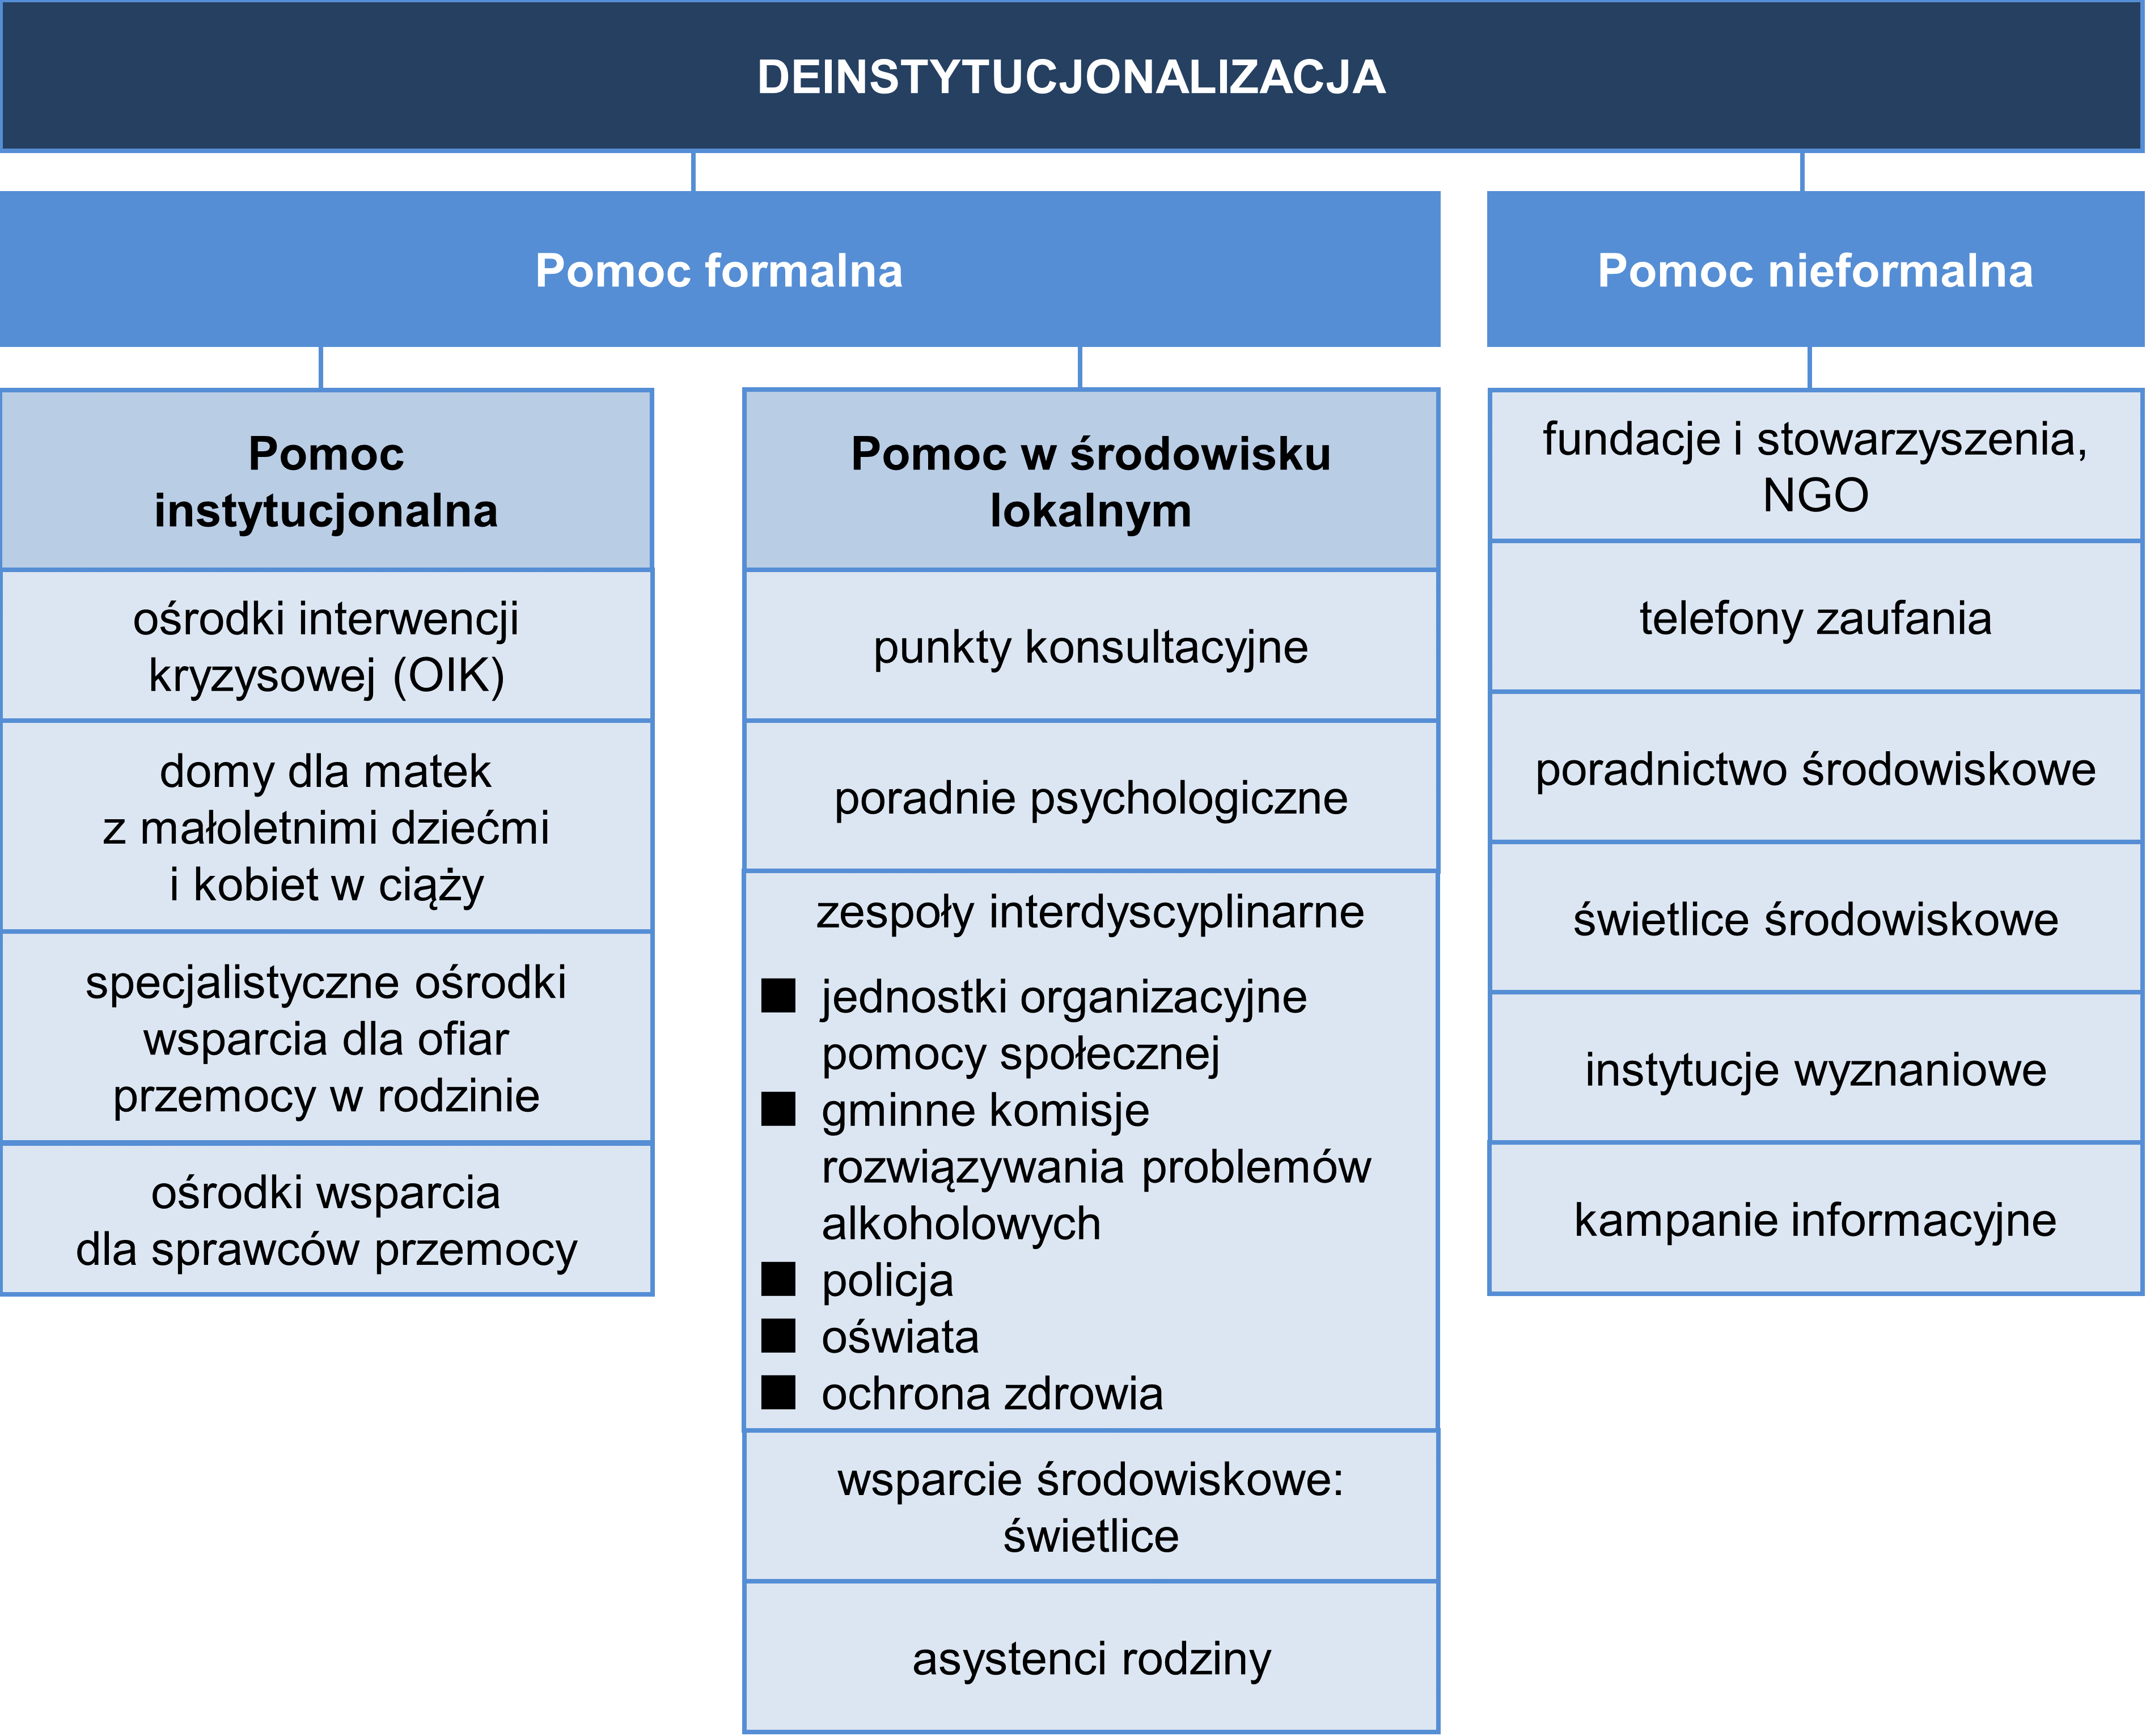 DEINSTYTUCJONALIZACJA
Pomoc formalna
Pomoc nieformalna
Pomoc
instytucjonalna
ośrodki interwencji
kryzysowej (OIK)
domy dla matek
z małoletnimi dziećmi
i kobiet w ciąży
specjalistyczne ośrodki
wsparcia dla ofiar
przemocy w rodzinie
ośrodki wsparcia
dla sprawców przemocy
Pomoc w środowisku
lokalnym
punkty konsultacyjne
poradnie psychologiczne
zespoły interdyscyplinarne
■ jednostki organizacyjne
pomocy społecznej
■ gminne komisje
rozwiązywania problemów
alkoholowych
■ policja
■ oświata
■ ochrona zdrowia
wsparcie środowiskowe:
świetlice
asystenci rodziny
fundacje i stowarzyszenia,
NGO
telefony zaufania
poradnictwo środowiskowe
świetlice środowiskowe
instytucje wyznaniowe
kampanie informacyjne